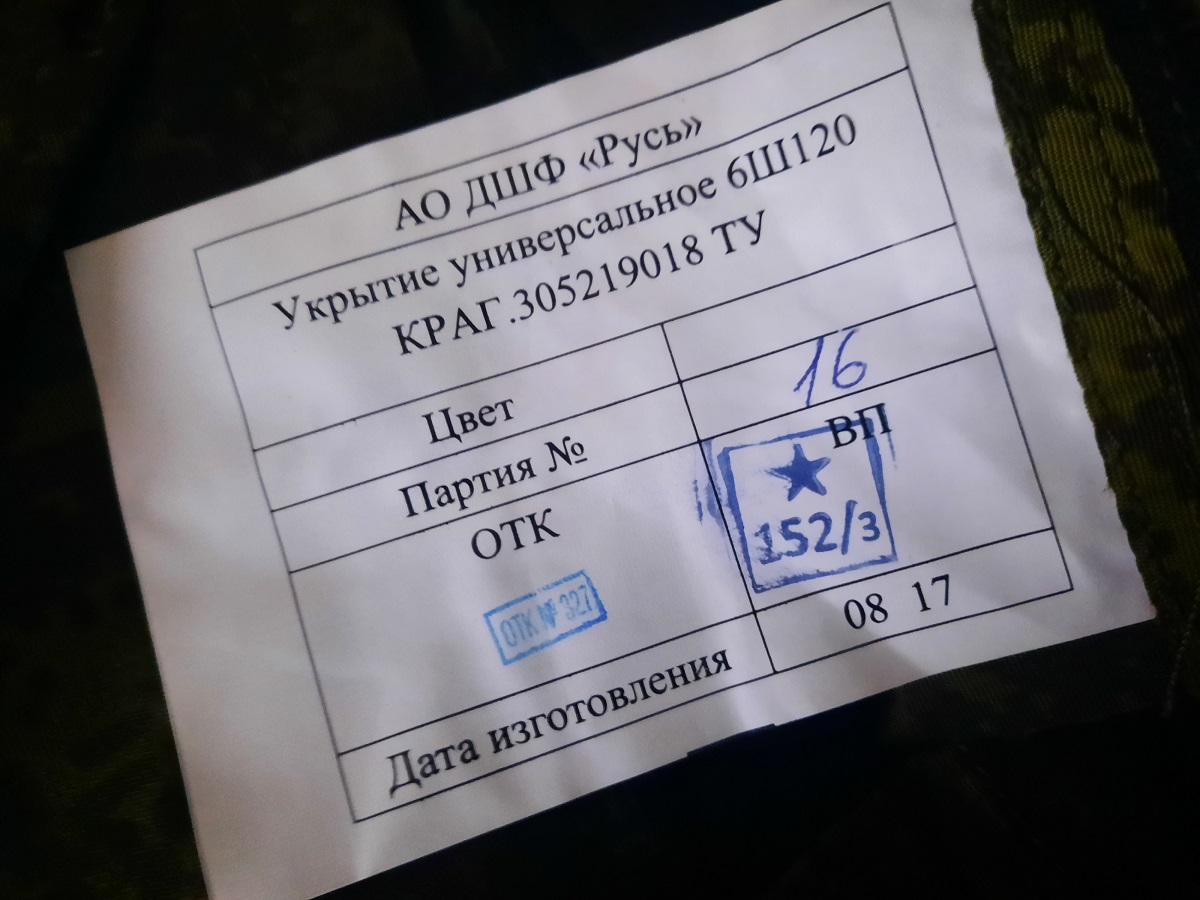 АО ДШФ «Русь»
Укрытие универсальное 6Ш120
КРАГ.305219018 ТУ
Цвет
Партия № 16
ОТК ВП
152/з
ОТК № 327
Дата изготовления 08 17